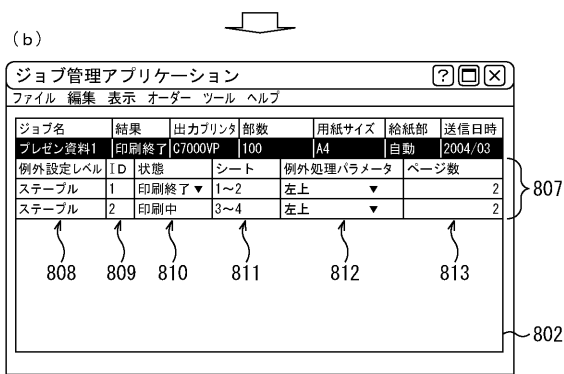 (b)
ジョブ管理アプリケーション ?
ファイル 編集 表示 オーダー ツール ヘルプ
ジョブ名 結果 出力プリンタ 部数 用紙サイズ 給紙部 送信日時
プレゼン資料1 印刷終了 C7000VP 100 A4 自動 2004/03
例外設定レベル ID 状態 シート 例外処理パラメータ ページ数
ステープル 1 印刷終了▼ 1~2 左上 ▼ 2
ステープル 2 印刷中 3~4 左上 ▼ 2
807
808 809 810 811 812 813
802